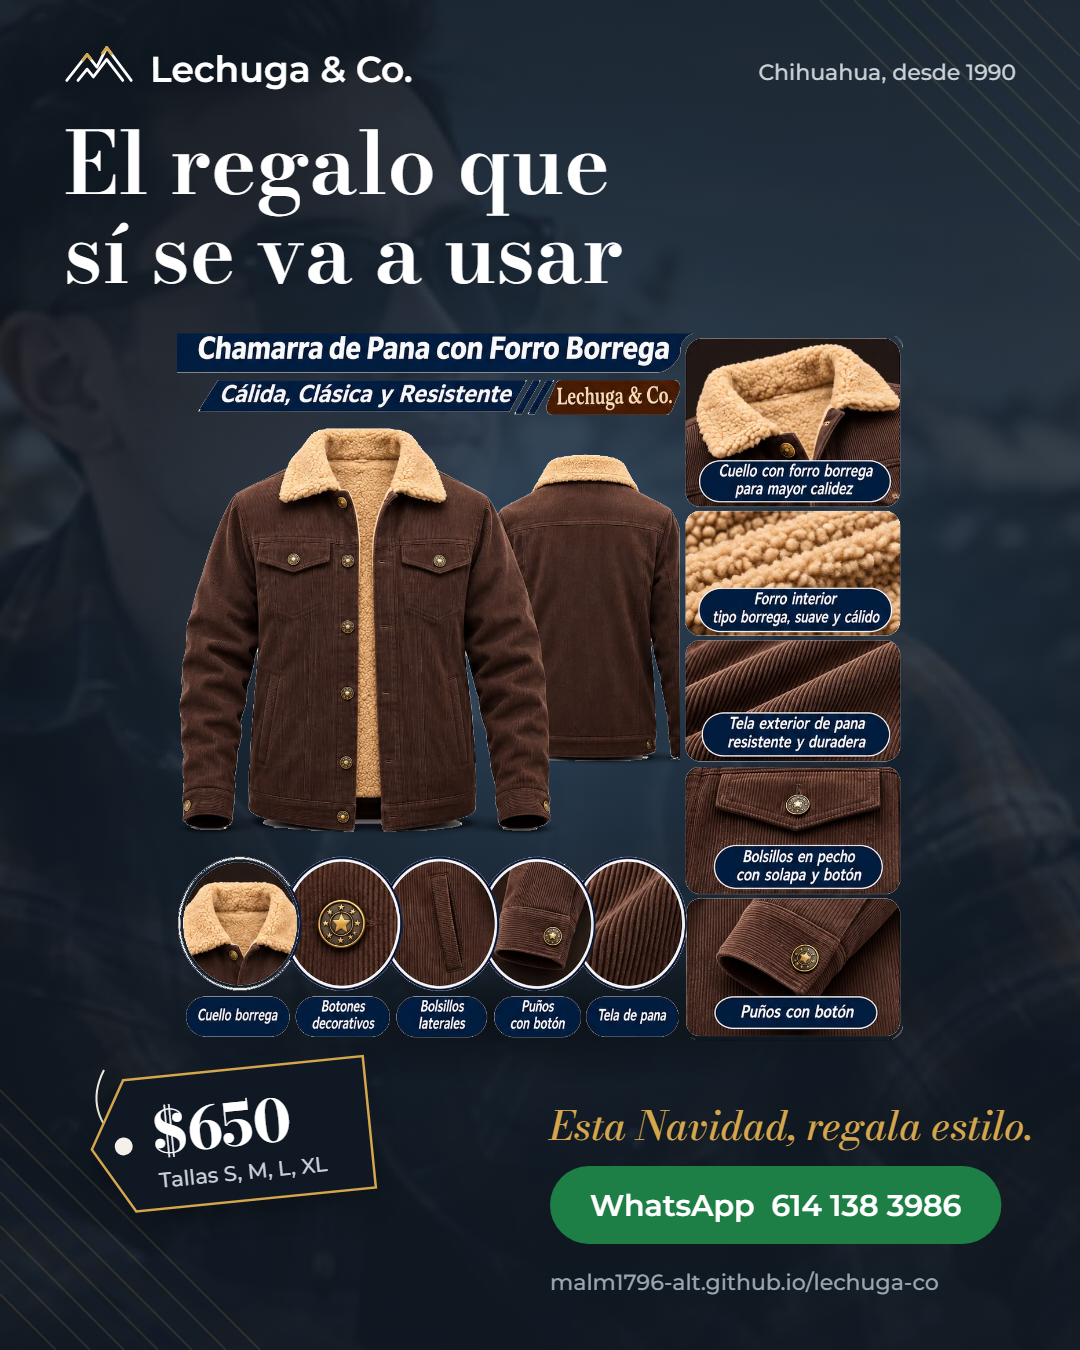 Lechuga & Co.
Chihuahua, desde 1990
El regalo que
sí se va a usar
Chamarra de Pana con Forro Borrega
Cálida, Clásica y Resistente
Lechuga & Co.
Cuello con forro borrega
para mayor calidez
Forro interior
tipo borrega, suave y cálido
Tela exterior de pana
resistente y duradera
Bolsillos en pecho
con solapa y botón
Puños con botón
Cuello borrega
Botones
decorativos
Bolsillos
laterales
Puños
con botón
Tela de pana
$650
Tallas S, M, L, XL
Esta Navidad, regala estilo.
WhatsApp 614 138 3986
malm1796-alt.github.io/lechuga-co